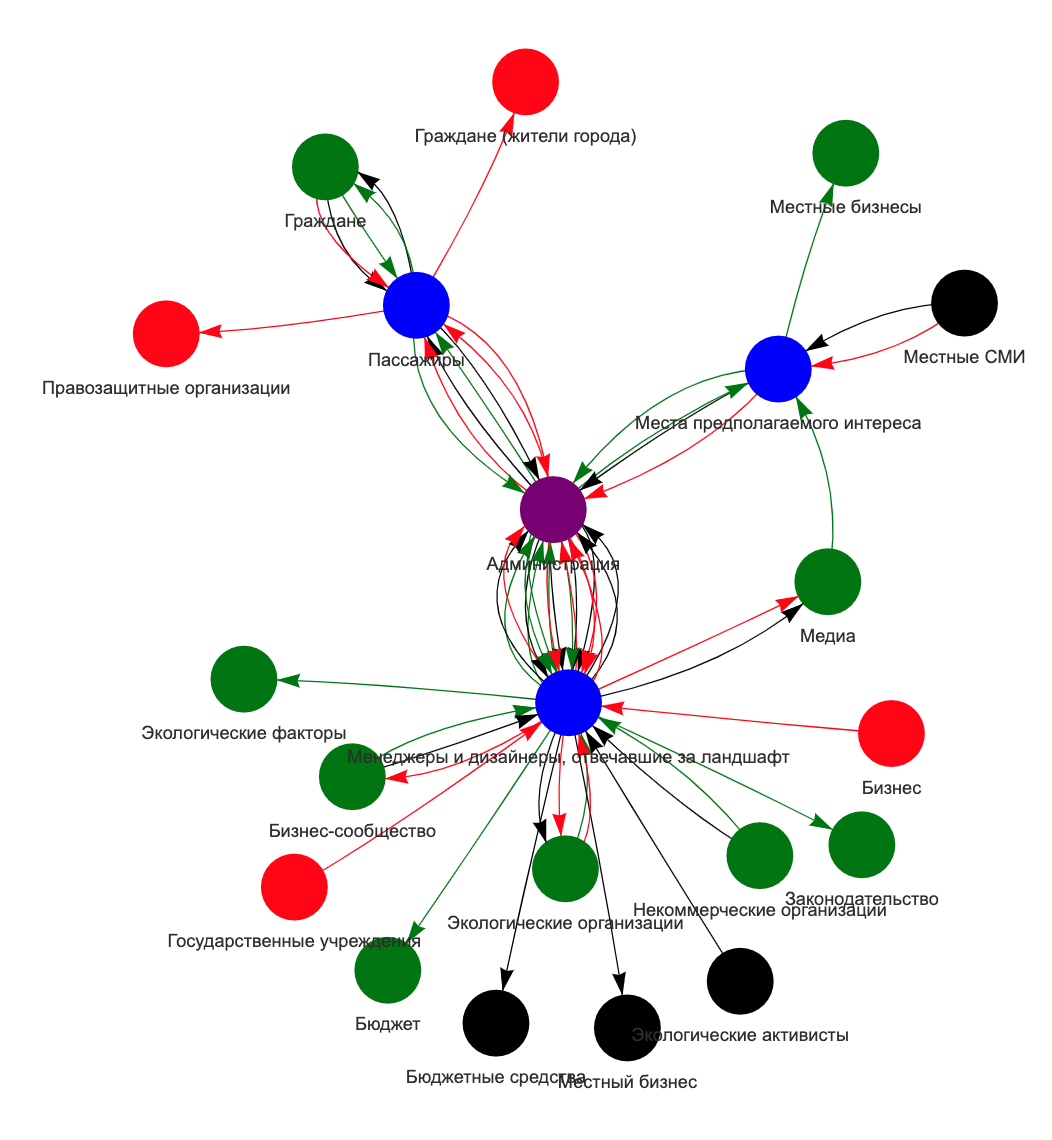 Граждане (жители города)
Местные бизнесы
Граждане
Местные СМИ
Пассажиры
Правозащитные организации
Места предполагаемого интереса
Администрация
Медиа
Экологические факторы
Менеджеры и дизайнеры, отвечавшие за ландшафт
Бизнес
Бизнес-сообщество
Законодательство
Некоммерческие организации
Экологические организации
Государственные учреждения
Бюджет
Экологические активисты
Бюджетные средства
Местный бизнес